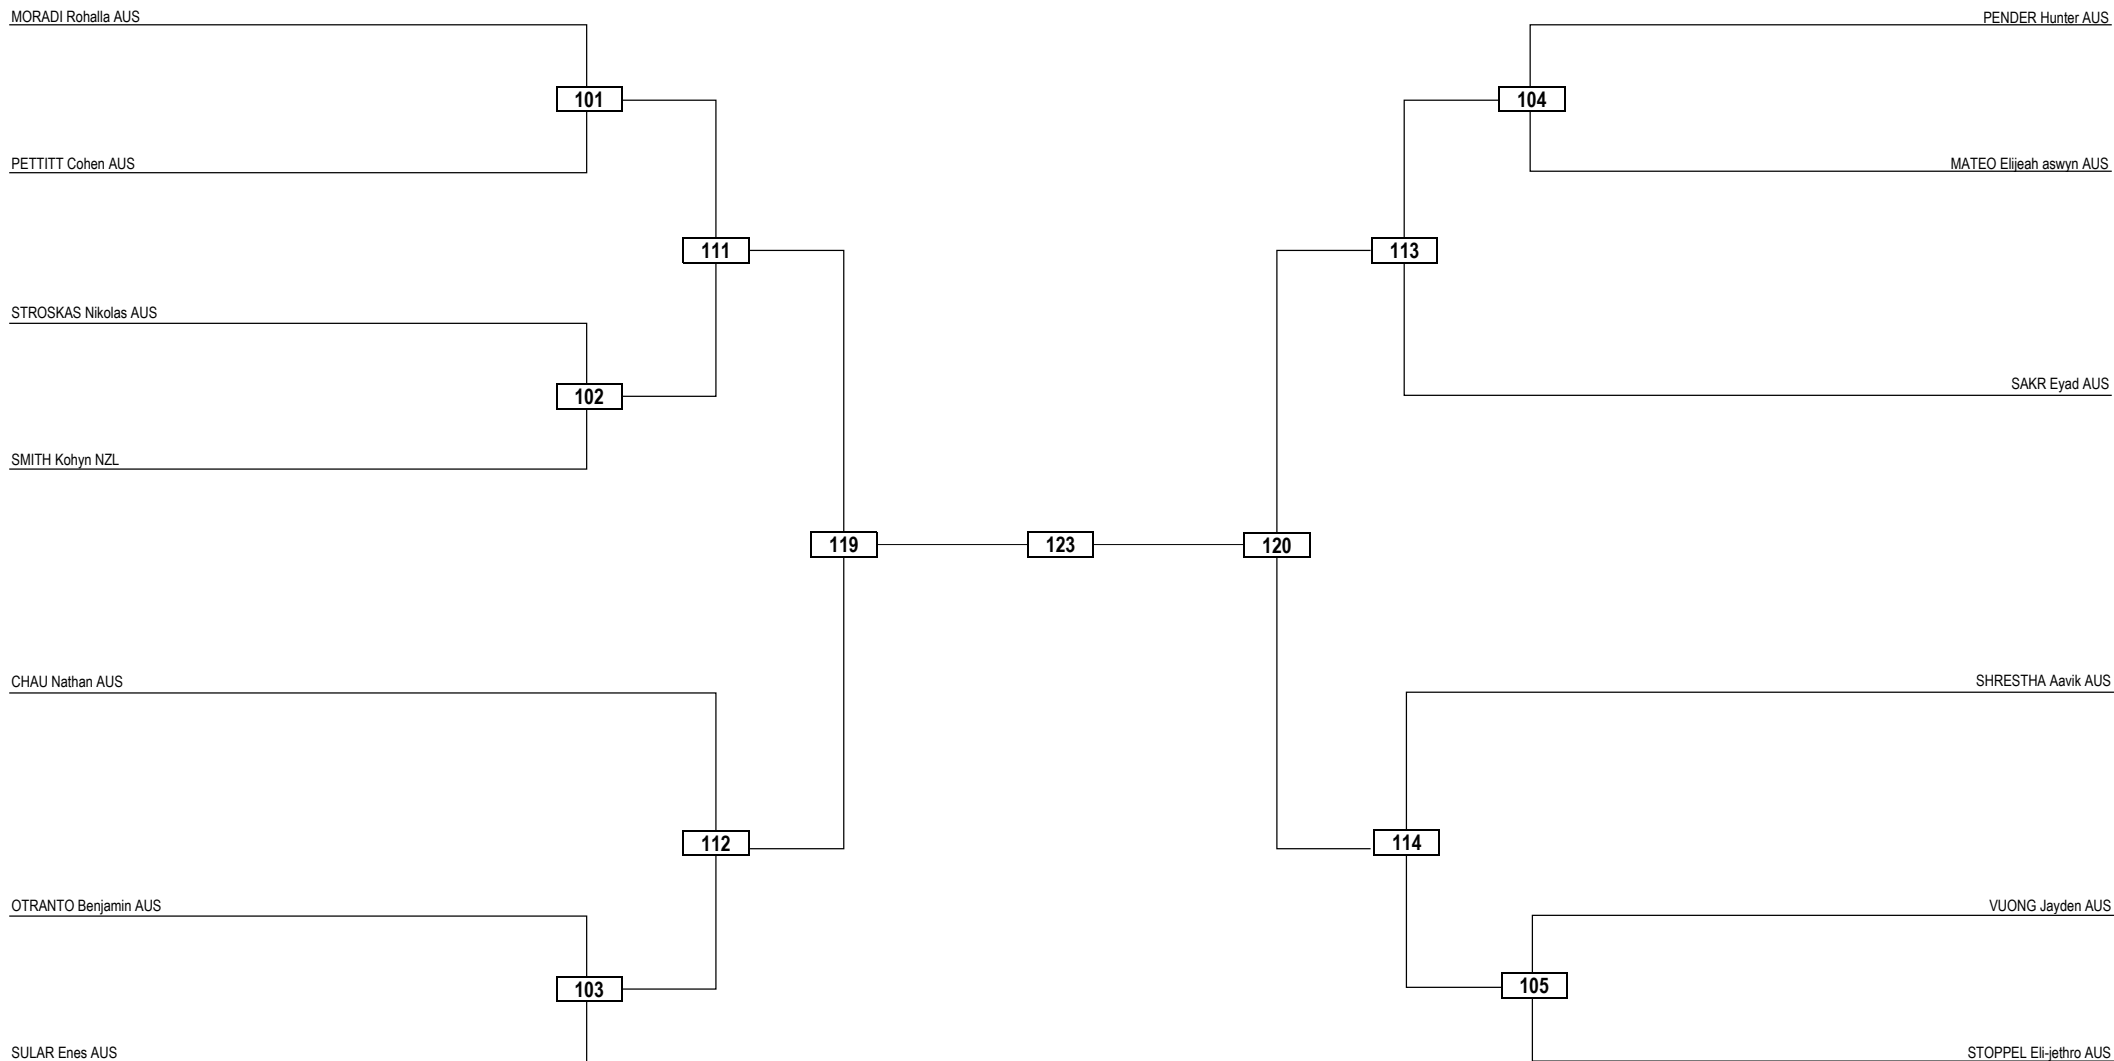 MORADI Rohalla AUS
PENDER Hunter AUS
101
104
PETTITT Cohen AUS
MATEO Elijeah aswyn AUS
111
113
STROSKAS Nikolas AUS
SAKR Eyad AUS
102
SMITH Kohyn NZL
119
123
120
CHAU Nathan AUS
SHRESTHA Aavik AUS
112
114
OTRANTO Benjamin AUS
VUONG Jayden AUS
103
105
SULAR Enes AUS
STOPPEL Eli-jethro AUS